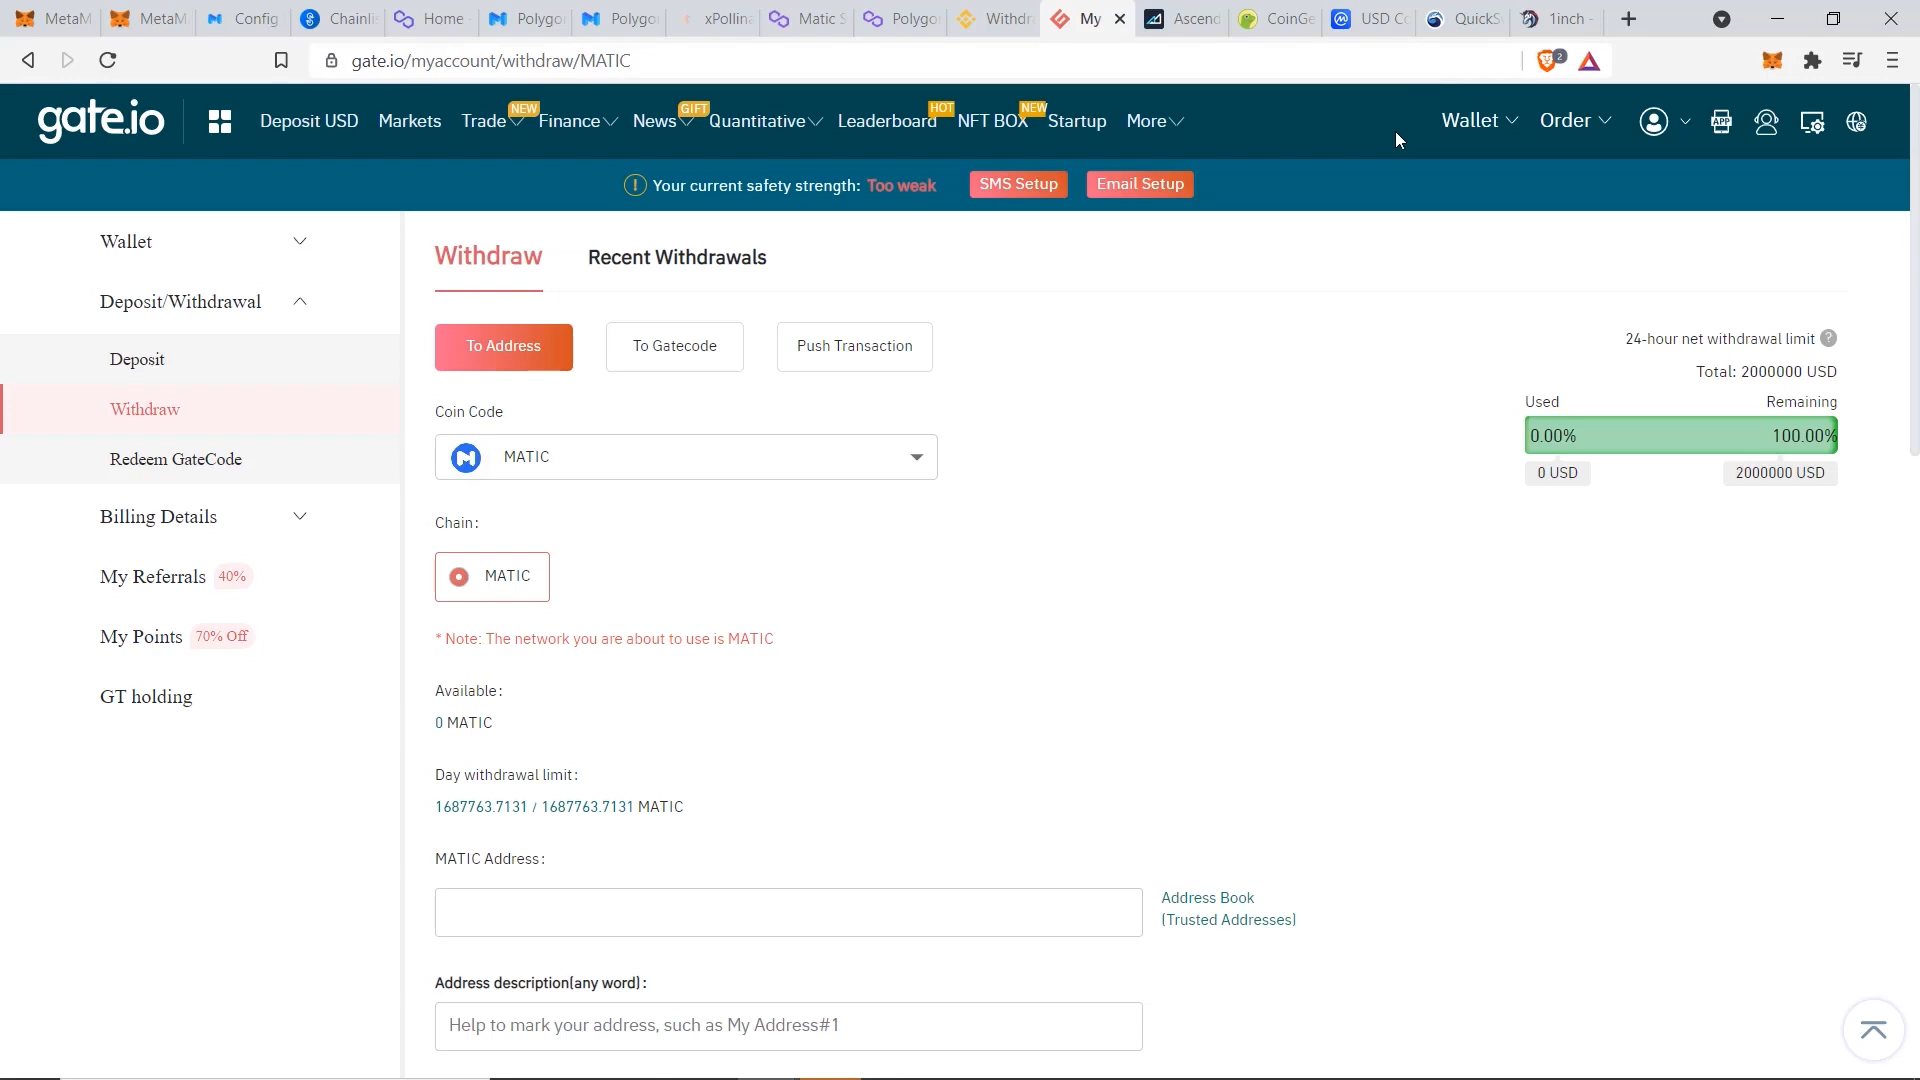 MetaM
MetaM
Config
Chainlis
Home
Polygo
Polygo
xPollina
Matic S
Polygo
Withdra
My
Ascend
CoinGe
USD Co
QuickS
1inch -
gate.io/myaccount/withdraw/MATIC
2
gate.io
Deposit USD
Markets
Trade
NEW
Finance
News
GIFT
Quantitative
Leaderboard
HOT
NFT BOX
NEW
Startup
More
Wallet
Order
APP
Your current safety strength: Too weak
SMS Setup
Email Setup
Wallet
Deposit/Withdrawal
Deposit
Withdraw
Redeem GateCode
Billing Details
My Referrals 40%
My Points 70% Off
GT holding
Withdraw
Recent Withdrawals
To Address
To Gatecode
Push Transaction
24-hour net withdrawal limit ?
Total: 2000000 USD
Used
Remaining
0.00%
100.00%
0 USD
2000000 USD
Coin Code
MATIC
Chain:
MATIC
* Note: The network you are about to use is MATIC
Available:
0 MATIC
Day withdrawal limit:
1687763.7131 / 1687763.7131 MATIC
MATIC Address:
Address Book
(Trusted Addresses)
Address description(any word):
Help to mark your address, such as My Address#1